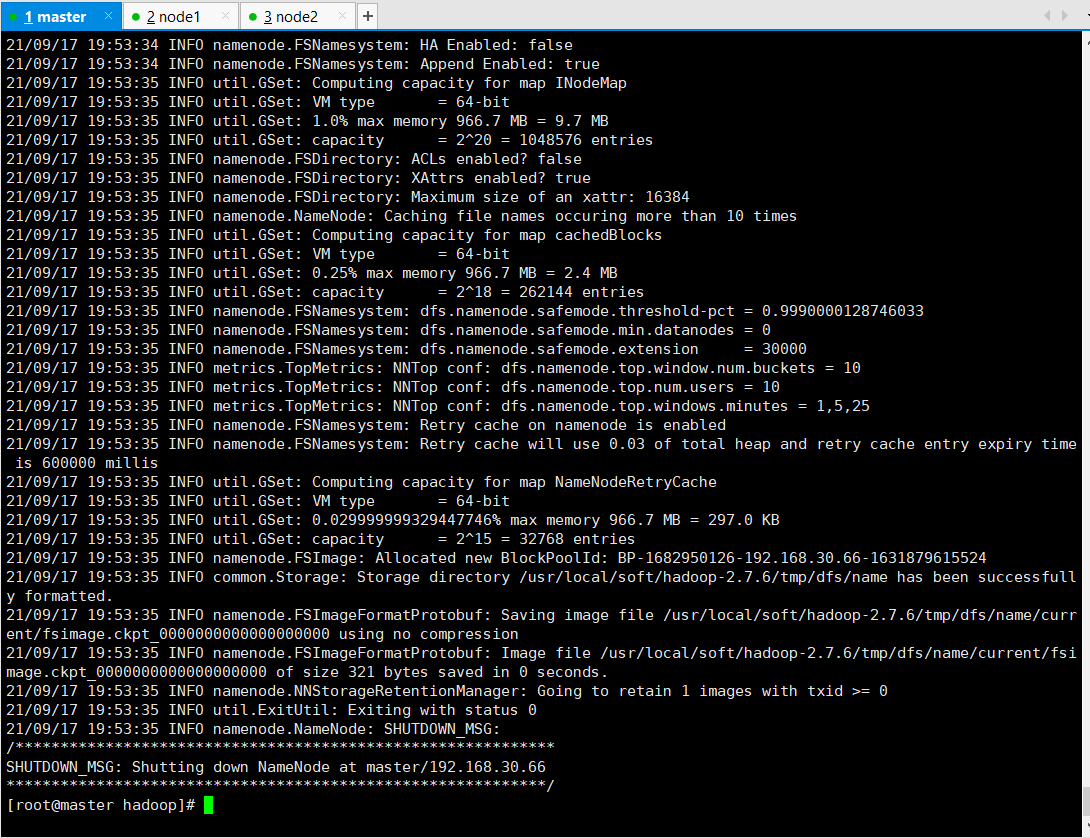 1 master × 2 node1 × 3 node2 × +
21/09/17 19:53:34 INFO namenode.FSNamesystem: HA Enabled: false
21/09/17 19:53:34 INFO namenode.FSNamesystem: Append Enabled: true
21/09/17 19:53:35 INFO util.GSet: Computing capacity for map INodeMap
21/09/17 19:53:35 INFO util.GSet: VM type       = 64-bit
21/09/17 19:53:35 INFO util.GSet: 1.0% max memory 966.7 MB = 9.7 MB
21/09/17 19:53:35 INFO util.GSet: capacity      = 2^20 = 1048576 entries
21/09/17 19:53:35 INFO namenode.FSDirectory: ACLs enabled? false
21/09/17 19:53:35 INFO namenode.FSDirectory: XAttrs enabled? true
21/09/17 19:53:35 INFO namenode.FSDirectory: Maximum size of an xattr: 16384
21/09/17 19:53:35 INFO namenode.NameNode: Caching file names occuring more than 10 times
21/09/17 19:53:35 INFO util.GSet: Computing capacity for map cachedBlocks
21/09/17 19:53:35 INFO util.GSet: VM type       = 64-bit
21/09/17 19:53:35 INFO util.GSet: 0.25% max memory 966.7 MB = 2.4 MB
21/09/17 19:53:35 INFO util.GSet: capacity      = 2^18 = 262144 entries
21/09/17 19:53:35 INFO namenode.FSNamesystem: dfs.namenode.safemode.threshold-pct = 0.9990000128746033
21/09/17 19:53:35 INFO namenode.FSNamesystem: dfs.namenode.safemode.min.datanodes = 0
21/09/17 19:53:35 INFO namenode.FSNamesystem: dfs.namenode.safemode.extension     = 30000
21/09/17 19:53:35 INFO metrics.TopMetrics: NNTop conf: dfs.namenode.top.window.num.buckets = 10
21/09/17 19:53:35 INFO metrics.TopMetrics: NNTop conf: dfs.namenode.top.num.users = 10
21/09/17 19:53:35 INFO metrics.TopMetrics: NNTop conf: dfs.namenode.top.windows.minutes = 1,5,25
21/09/17 19:53:35 INFO namenode.FSNamesystem: Retry cache on namenode is enabled
21/09/17 19:53:35 INFO namenode.FSNamesystem: Retry cache will use 0.03 of total heap and retry cache entry expiry time
 is 600000 millis
21/09/17 19:53:35 INFO util.GSet: Computing capacity for map NameNodeRetryCache
21/09/17 19:53:35 INFO util.GSet: VM type       = 64-bit
21/09/17 19:53:35 INFO util.GSet: 0.029999999329447746% max memory 966.7 MB = 297.0 KB
21/09/17 19:53:35 INFO util.GSet: capacity      = 2^15 = 32768 entries
21/09/17 19:53:35 INFO namenode.FSImage: Allocated new BlockPoolId: BP-1682950126-192.168.30.66-1631879615524
21/09/17 19:53:35 INFO common.Storage: Storage directory /usr/local/soft/hadoop-2.7.6/tmp/dfs/name has been successfull
y formatted.
21/09/17 19:53:35 INFO namenode.FSImageFormatProtobuf: Saving image file /usr/local/soft/hadoop-2.7.6/tmp/dfs/name/curr
ent/fsimage.ckpt_0000000000000000000 using no compression
21/09/17 19:53:35 INFO namenode.FSImageFormatProtobuf: Image file /usr/local/soft/hadoop-2.7.6/tmp/dfs/name/current/fsi
mage.ckpt_0000000000000000000 of size 321 bytes saved in 0 seconds.
21/09/17 19:53:35 INFO namenode.NNStorageRetentionManager: Going to retain 1 images with txid >= 0
21/09/17 19:53:35 INFO util.ExitUtil: Exiting with status 0
21/09/17 19:53:35 INFO namenode.NameNode: SHUTDOWN_MSG:
/************************************************************
SHUTDOWN_MSG: Shutting down NameNode at master/192.168.30.66
************************************************************/
[root@master hadoop]#